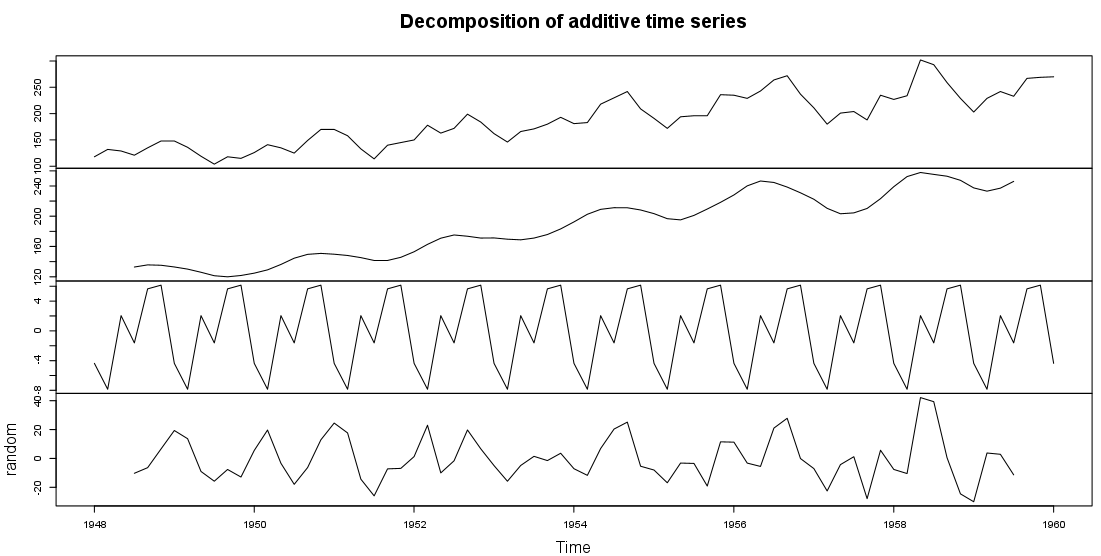 Decomposition of additive time series
100 150 200 250
120 160 200 240
-8 -4 0 4
-20 0 20 40
random
1948 1950 1952 1954 1956 1958 1960
Time